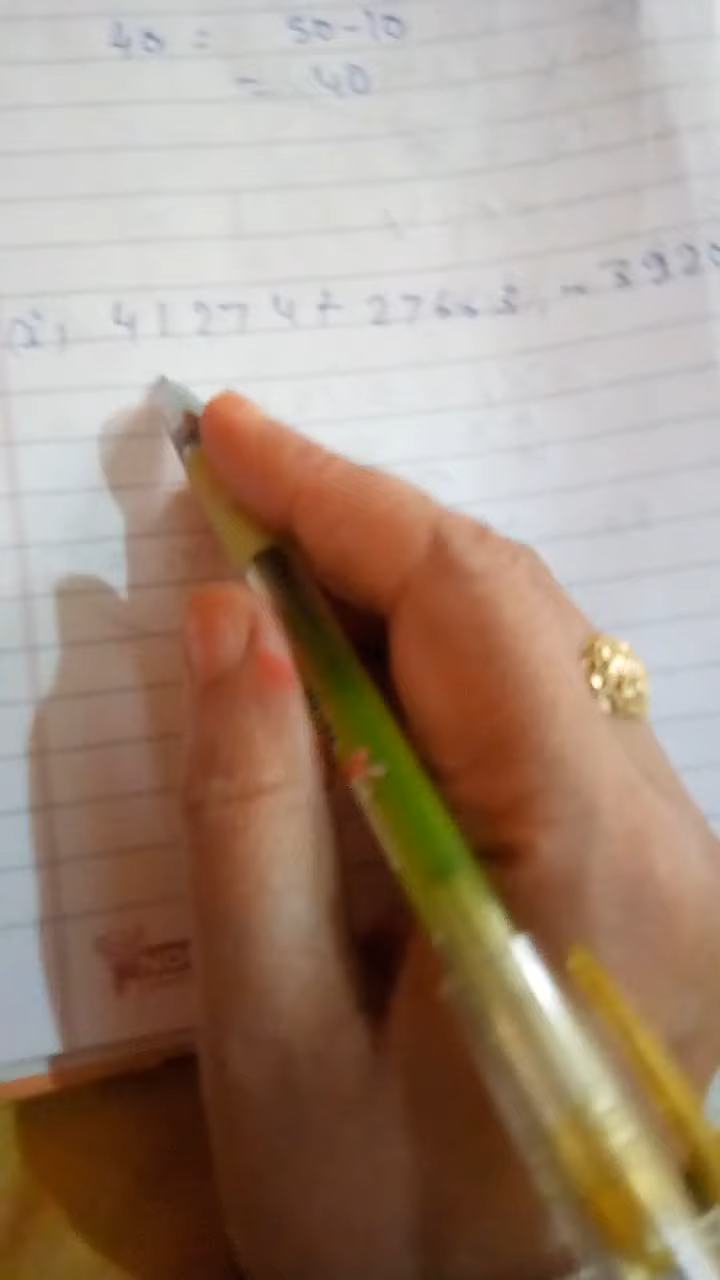 40 = 50-10
= 40
41274 + 27663 - 392